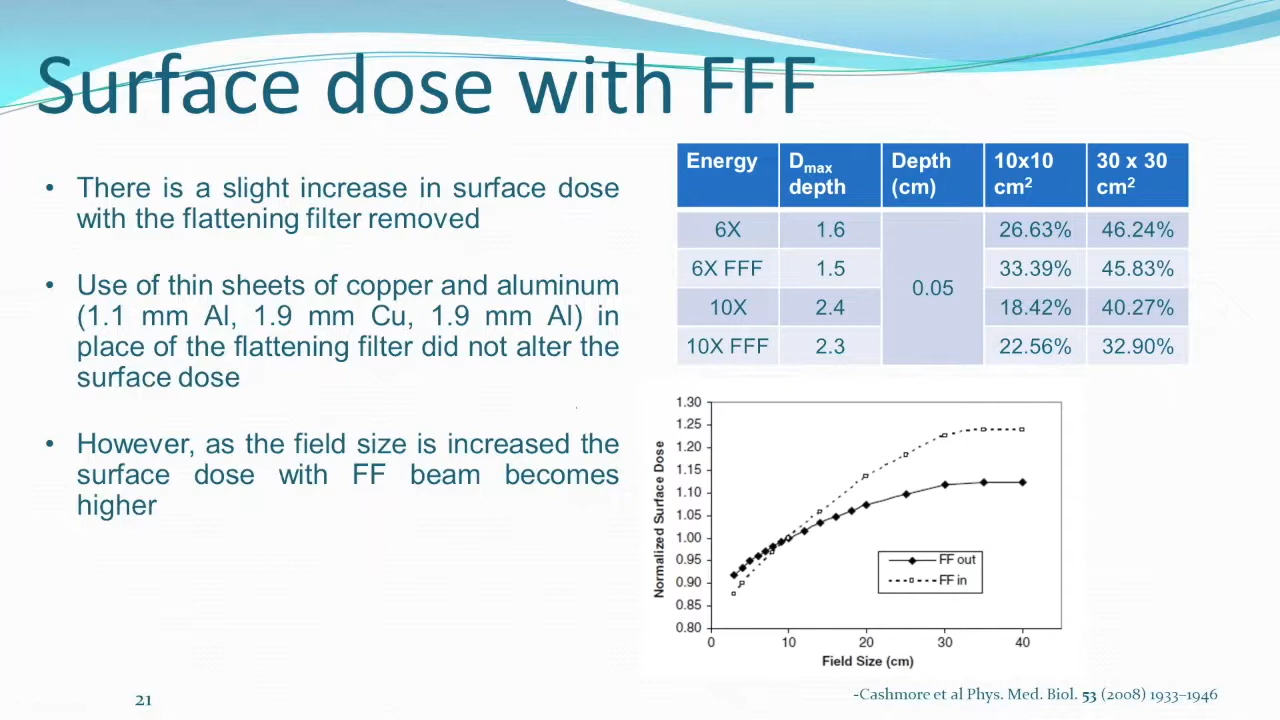 Surface dose with FFF
• There is a slight increase in surface dose
with the flattening filter removed
• Use of thin sheets of copper and aluminum
(1.1 mm Al, 1.9 mm Cu, 1.9 mm Al) in
place of the flattening filter did not alter the
surface dose
• However, as the field size is increased the
surface dose with FF beam becomes
higher
Energy Dmax depth Depth (cm) 10x10 cm² 30 x 30 cm²
6X 1.6 26.63% 46.24%
6X FFF 1.5 33.39% 45.83%
0.05
10X 2.4 18.42% 40.27%
10X FFF 2.3 22.56% 32.90%
1.30
1.25
1.20
1.15
1.10
1.05
1.00
0.95
0.90
0.85
0.80
Normalized Surface Dose
FF out
FF in
0 10 20 30 40
Field Size (cm)
21
-Cashmore et al Phys. Med. Biol. 53 (2008) 1933–1946